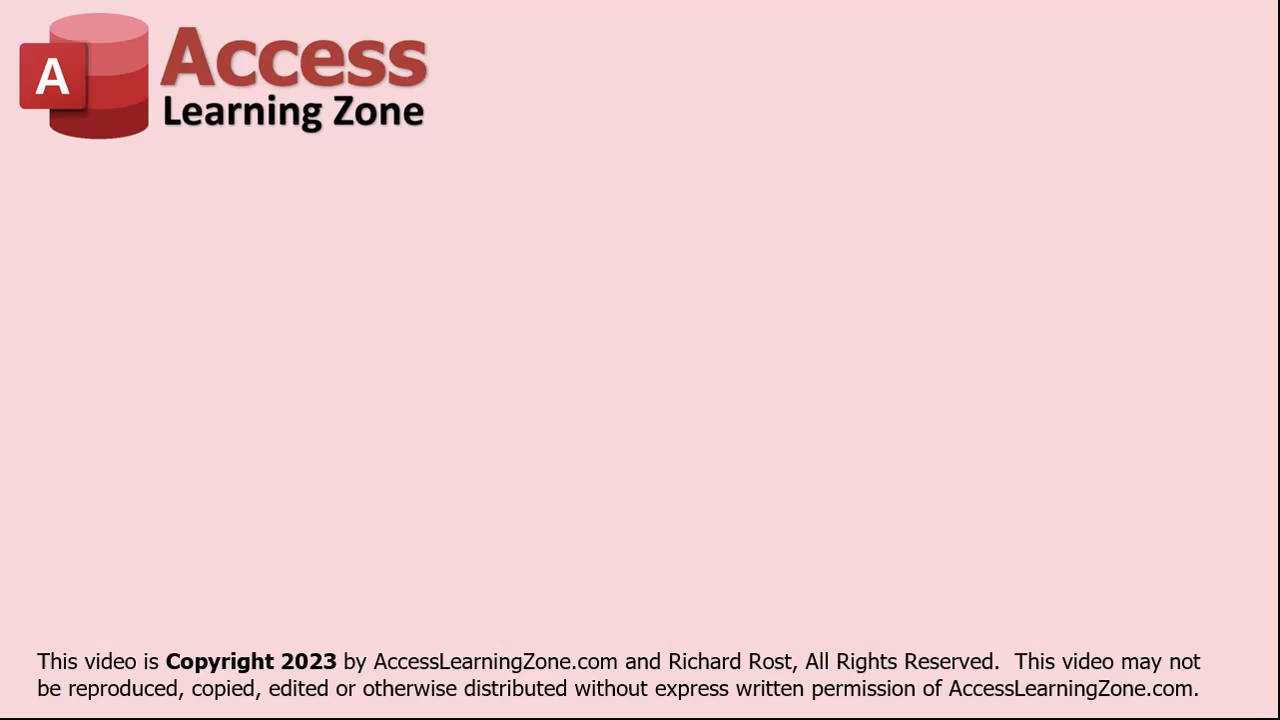 A
Access
Learning Zone
This video is Copyright 2023 by AccessLearningZone.com and Richard Rost, All Rights Reserved.  This video may not
be reproduced, copied, edited or otherwise distributed without express written permission of AccessLearningZone.com.